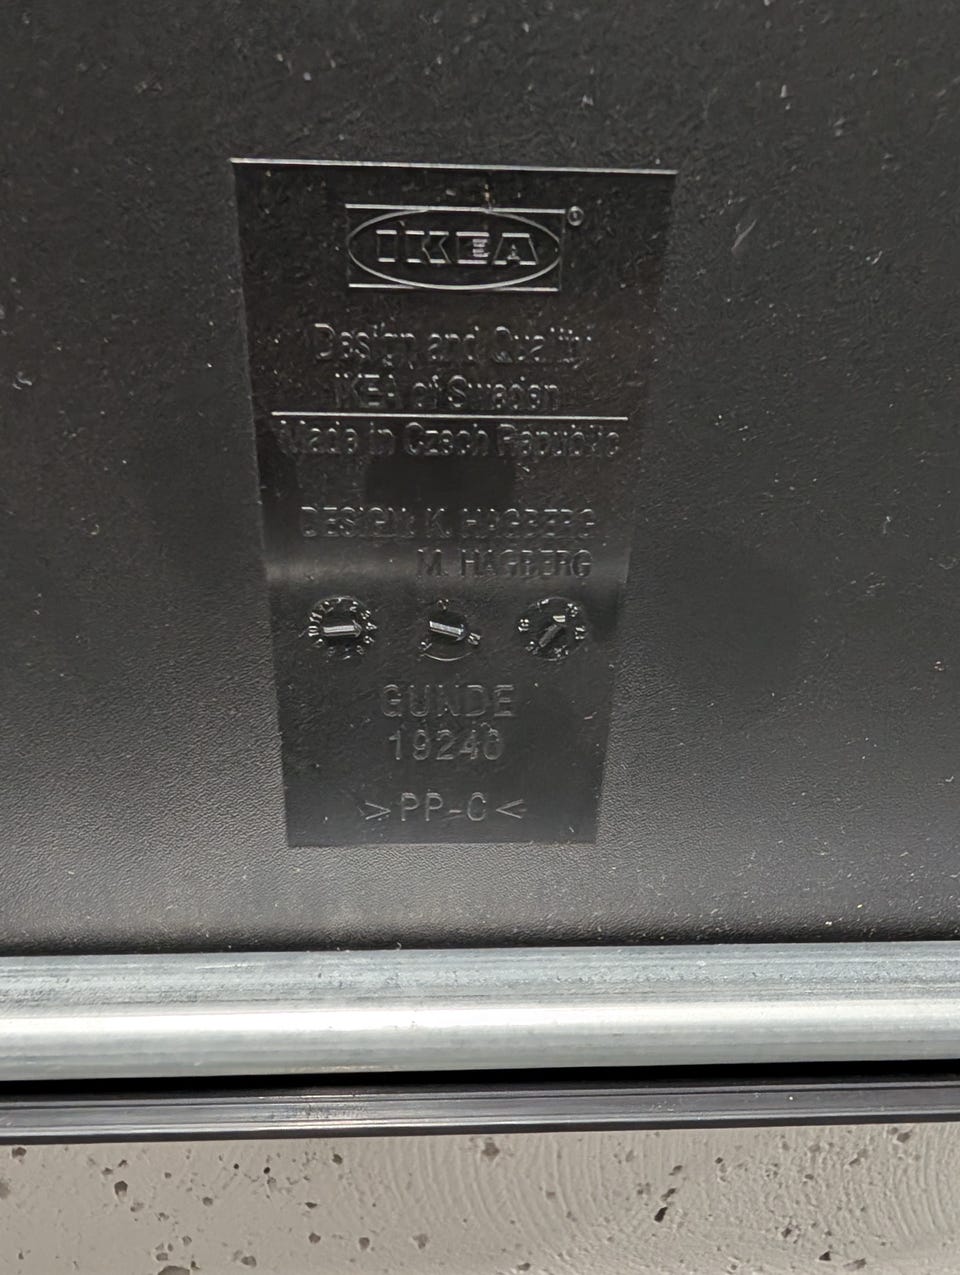 IKEA®
Design and Quality
IKEA of Sweden
Made in Czech Republic
DESIGN: K. HAGBERG
M. HAGBERG
GUNDE
19240
>PP-C<